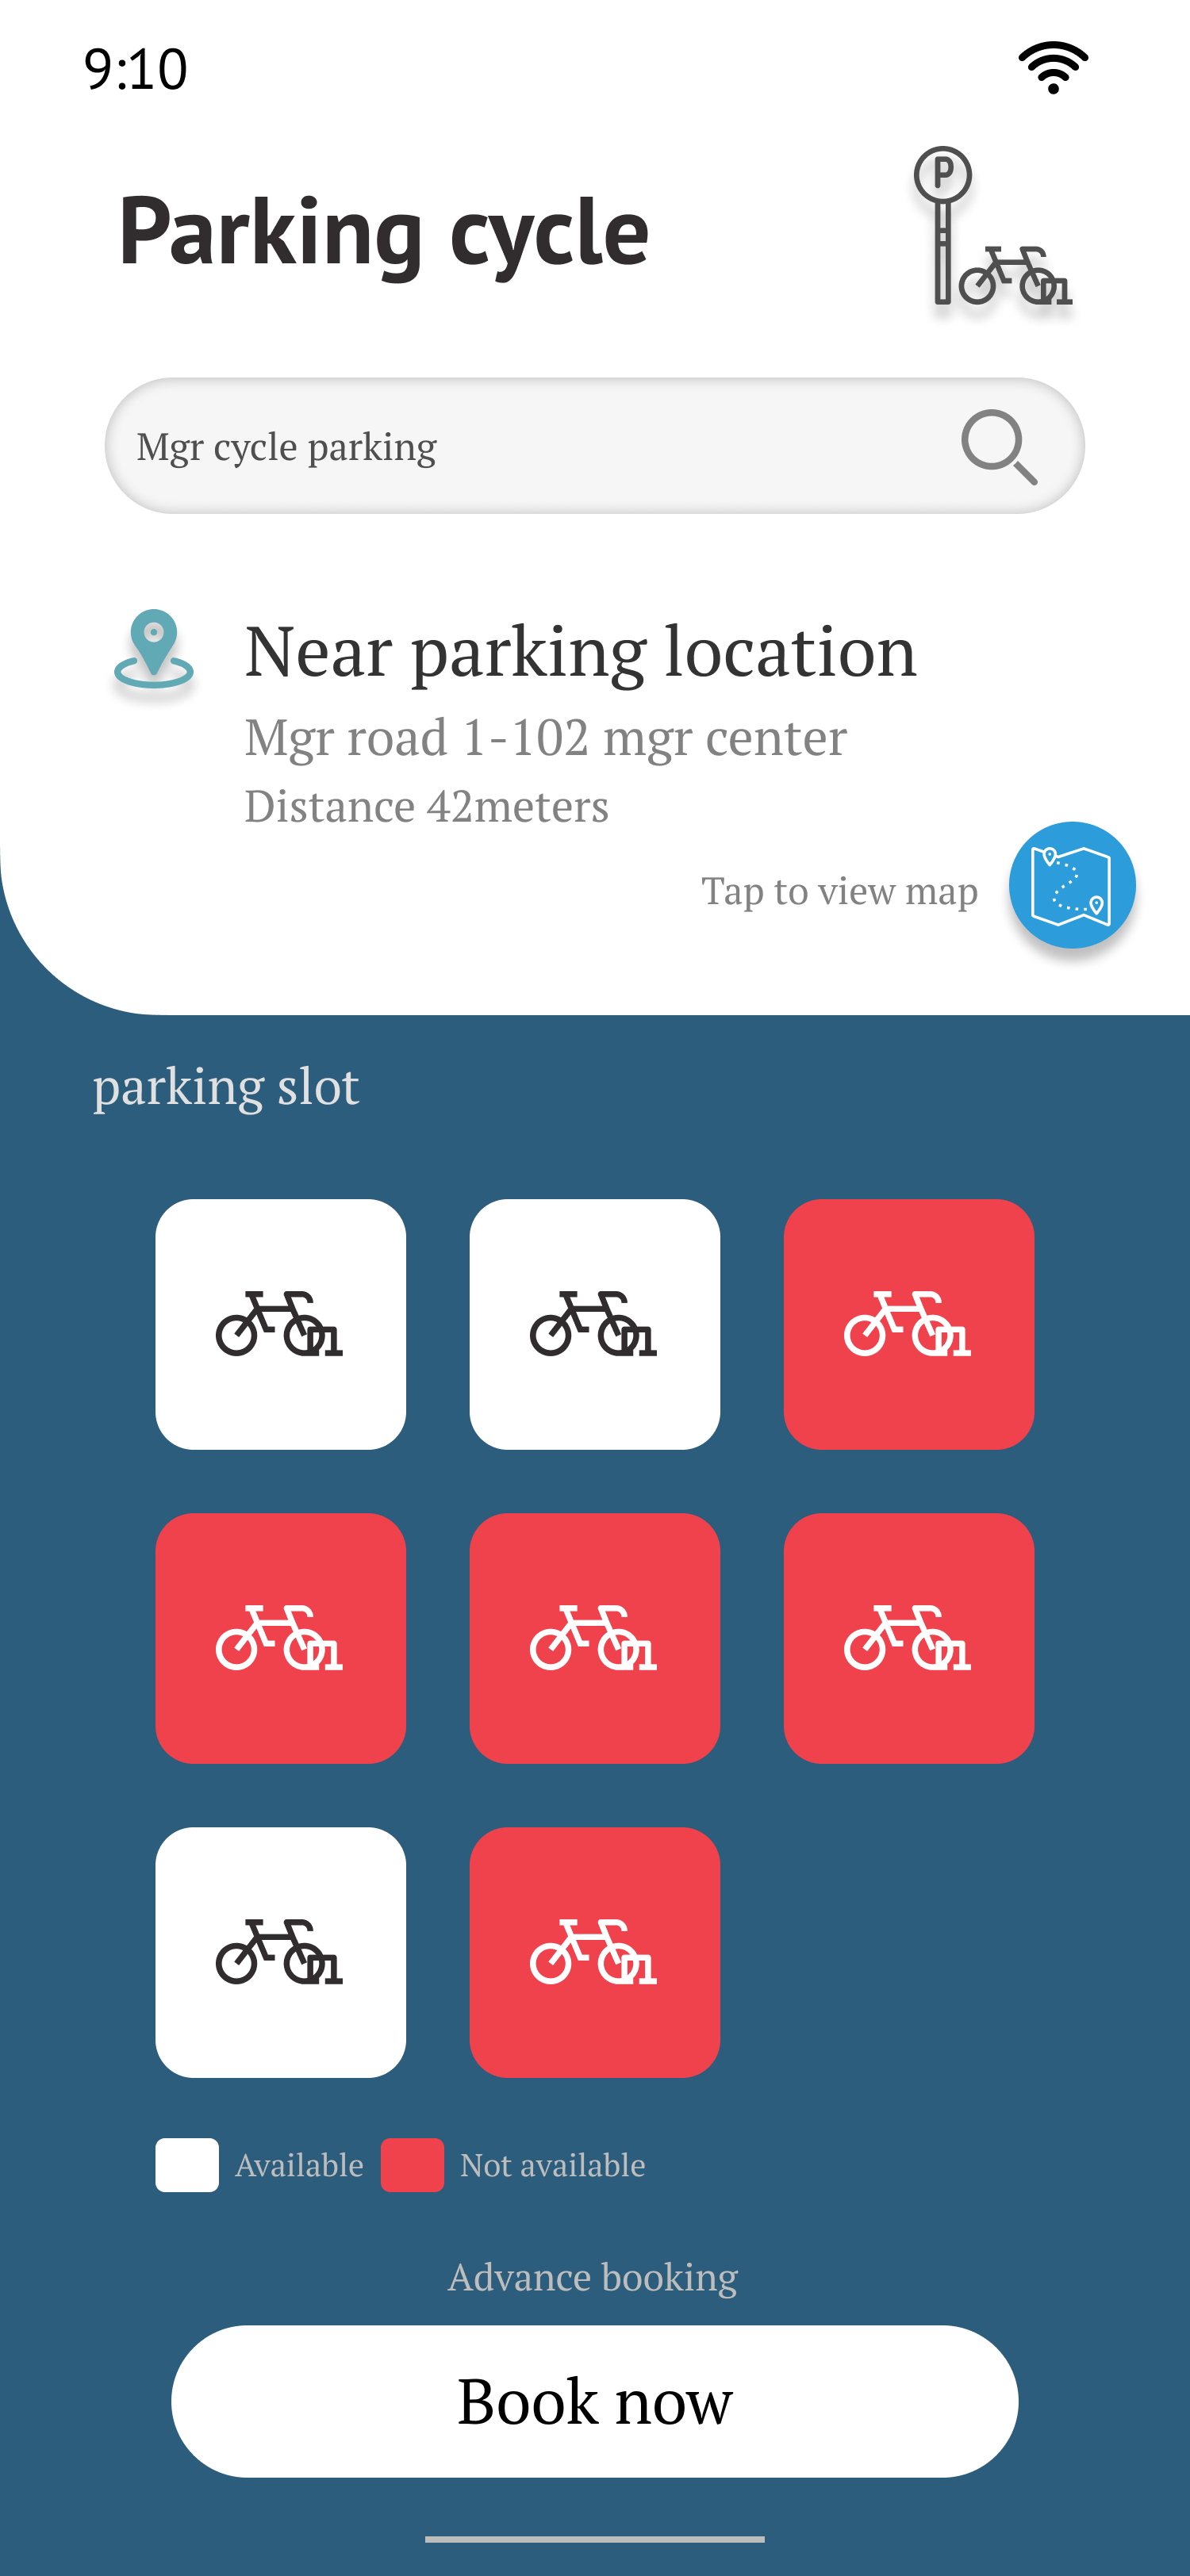 9:10
P
Parking cycle
Mgr cycle parking
Near parking location
Mgr road 1-102 mgr center
Distance 42meters
Tap to view map
parking slot
Available
Not available
Advance booking
Book now